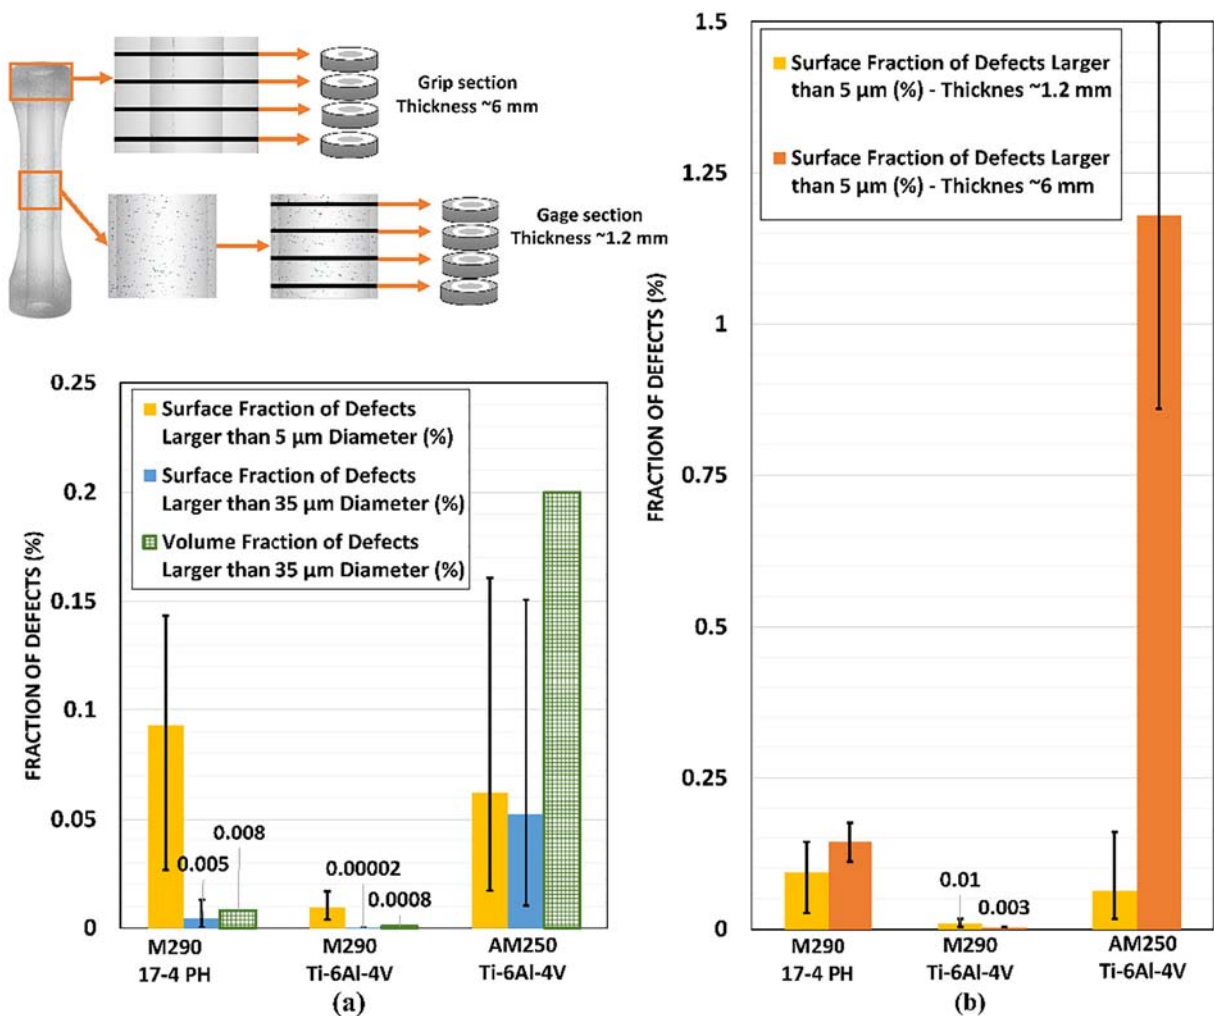 Grip section
Thickness ~6 mm
Gage section
Thickness ~1.2 mm
FRACTION OF DEFECTS (%)
0.25
0.2
0.15
0.1
0.05
0
Surface Fraction of Defects
Larger than 5 µm Diameter (%)
Surface Fraction of Defects
Larger than 35 µm Diameter (%)
Volume Fraction of Defects
Larger than 35 µm Diameter (%)
0.005
0.008
0.00002
0.0008
M290
17-4 PH
M290
Ti-6Al-4V
AM250
Ti-6Al-4V
(a)
FRACTION OF DEFECTS (%)
1.5
1.25
1
0.75
0.5
0.25
0
Surface Fraction of Defects Larger
than 5 µm (%) - Thicknes ~1.2 mm
Surface Fraction of Defects Larger
than 5 µm (%) - Thicknes ~6 mm
0.01
0.003
M290
17-4 PH
M290
Ti-6Al-4V
AM250
Ti-6Al-4V
(b)